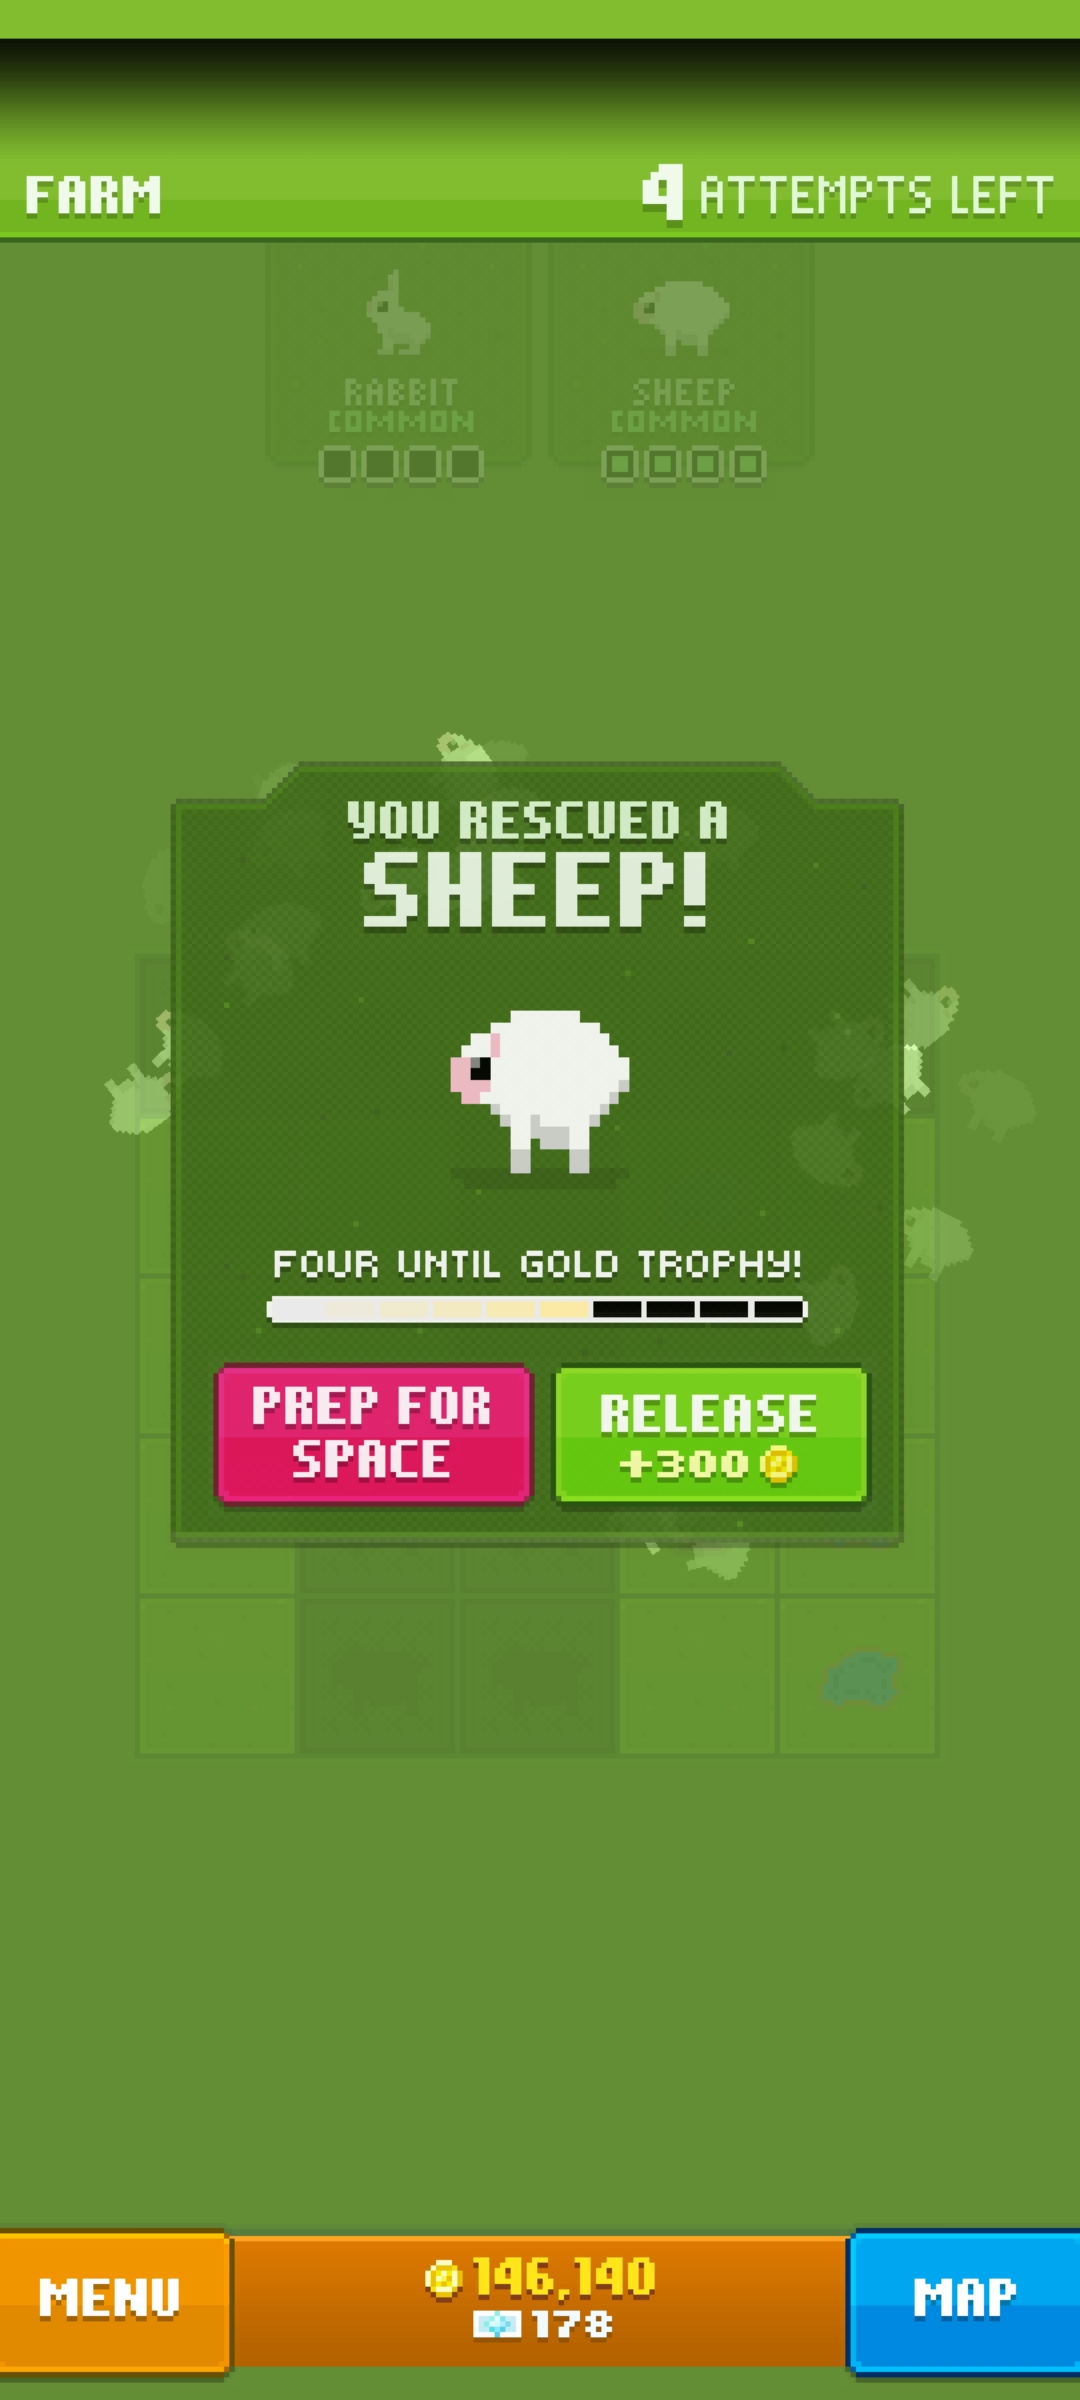 FARM
4 ATTEMPTS LEFT
RABBIT
COMMON
SHEEP
COMMON
YOU RESCUED A
SHEEP!
FOUR UNTIL GOLD TROPHY!
PREP FOR
SPACE
RELEASE
+300
MENU
146,140
178
MAP